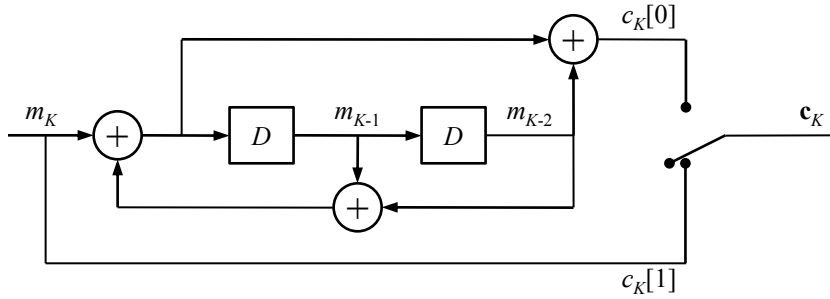 c_K[0]
+
m_K
+
D
m_{K-1}
D
m_{K-2}
c_K
+
c_K[1]